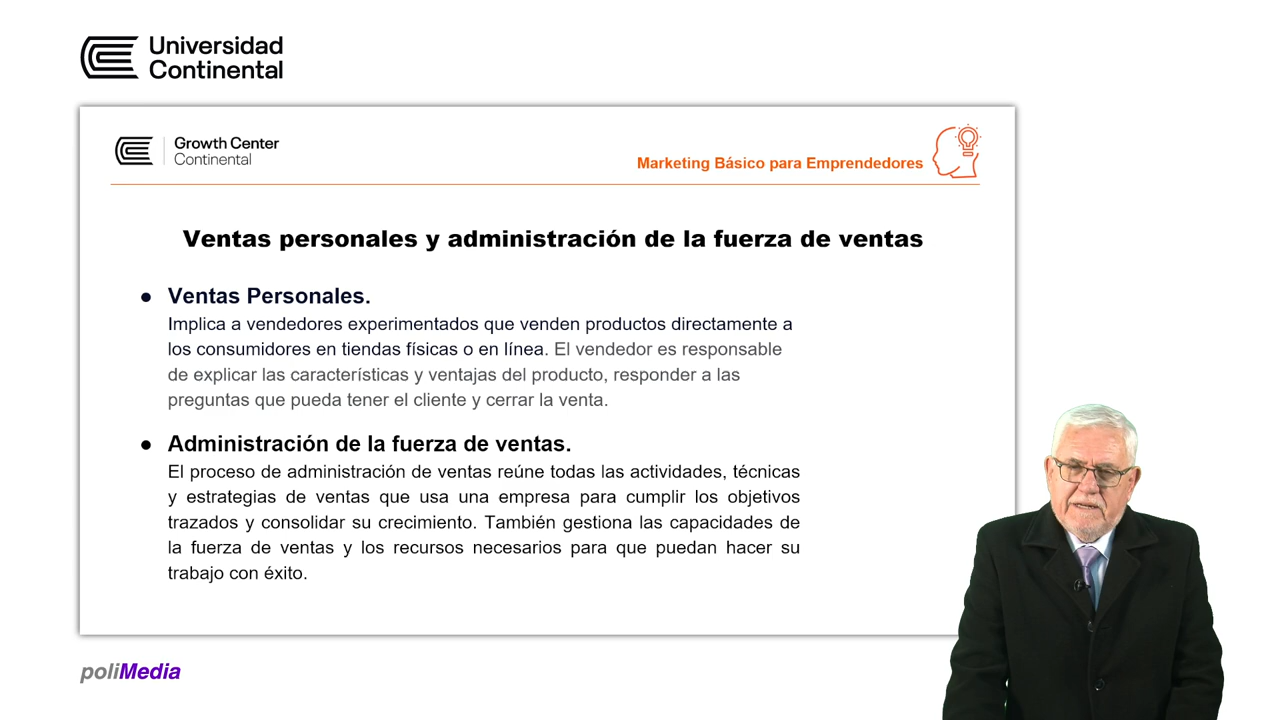 Universidad
Continental
Growth Center
Continental
Marketing Básico para Emprendedores
Ventas personales y administración de la fuerza de ventas
● Ventas Personales.
Implica a vendedores experimentados que venden productos directamente a
los consumidores en tiendas físicas o en línea. El vendedor es responsable
de explicar las características y ventajas del producto, responder a las
preguntas que pueda tener el cliente y cerrar la venta.
● Administración de la fuerza de ventas.
El proceso de administración de ventas reúne todas las actividades, técnicas
y estrategias de ventas que usa una empresa para cumplir los objetivos
trazados y consolidar su crecimiento. También gestiona las capacidades de
la fuerza de ventas y los recursos necesarios para que puedan hacer su
trabajo con éxito.
poliMedia